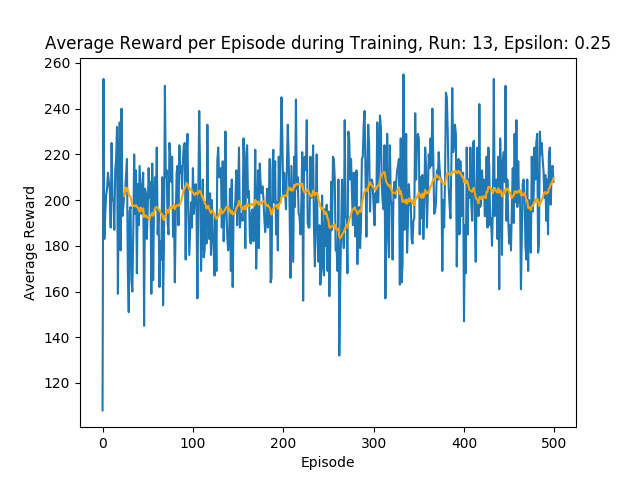 Average Reward per Episode during Training, Run: 13, Epsilon: 0.25
260
240
220
200
180
160
140
120
Average Reward
0 100 200 300 400 500
Episode